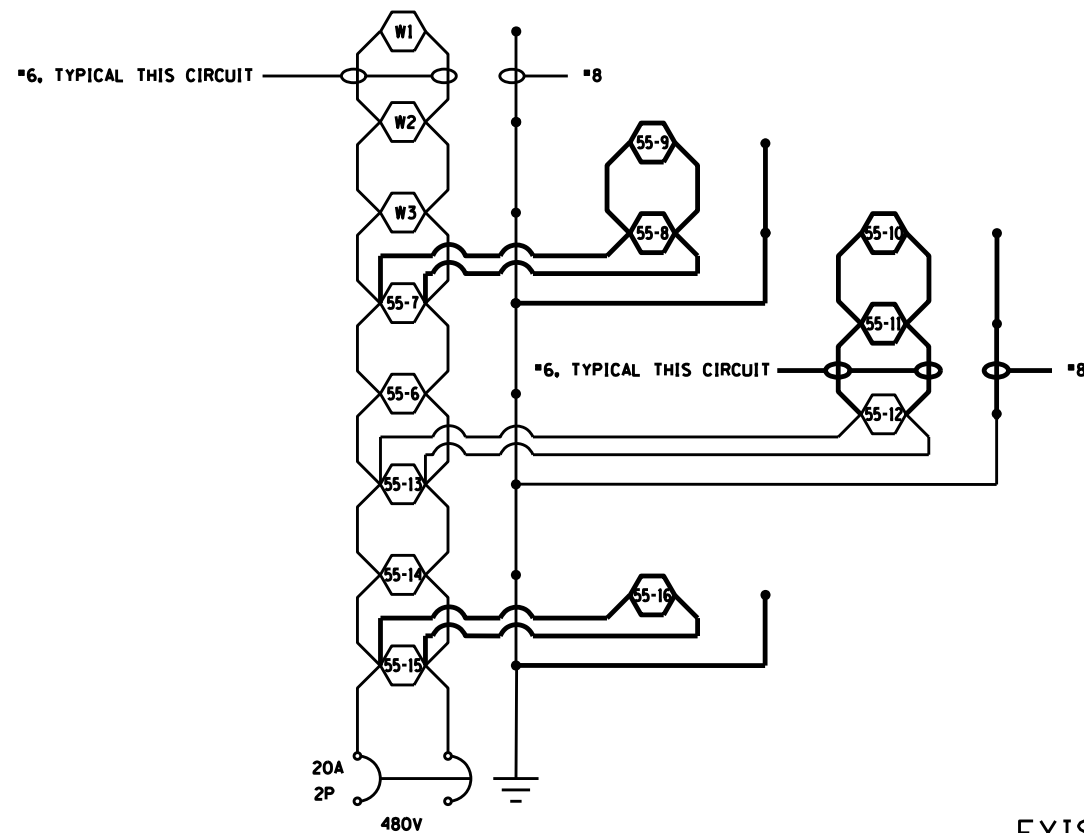 W1
"6, TYPICAL THIS CIRCUIT
"8
W2
55-9
W3
55-8
55-10
55-7
55-11
"6, TYPICAL THIS CIRCUIT
"8
55-6
55-12
55-13
55-14
55-16
55-15
20A
2P
480V
EXIS